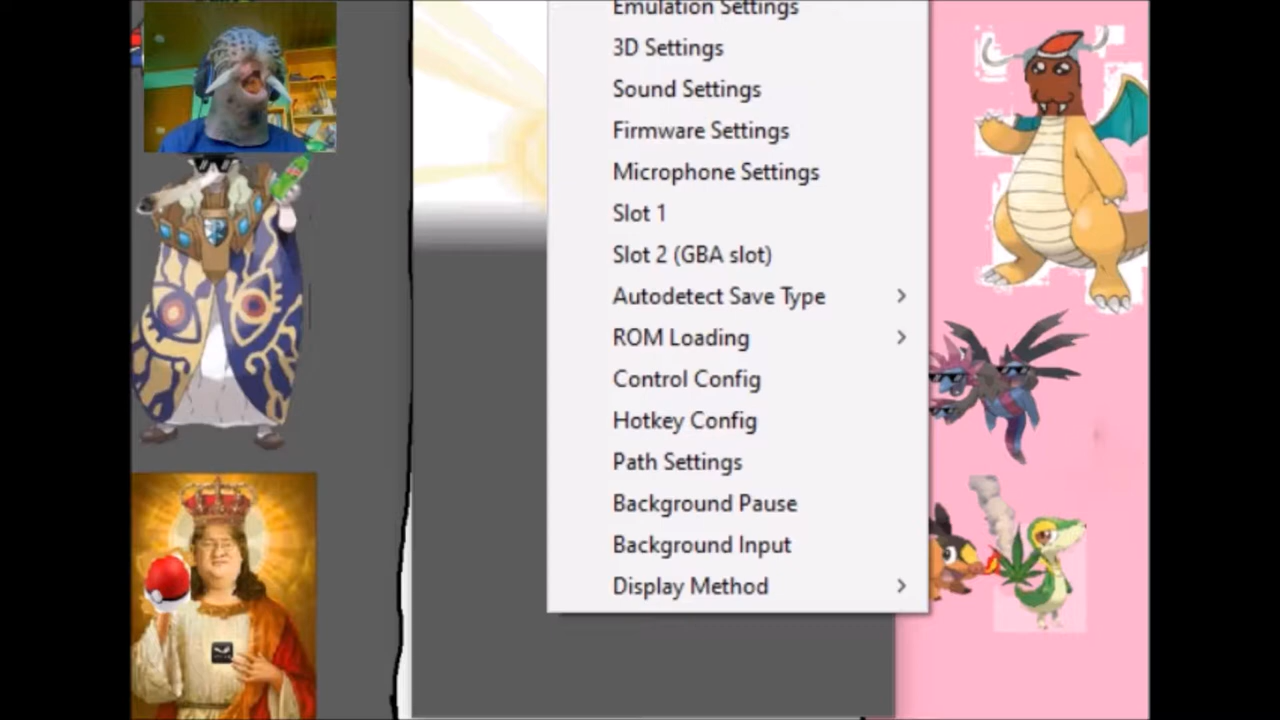 Emulation Settings
3D Settings
Sound Settings
Firmware Settings
Microphone Settings
Slot 1
Slot 2 (GBA slot)
Autodetect Save Type
ROM Loading
Control Config
Hotkey Config
Path Settings
Background Pause
Background Input
Display Method